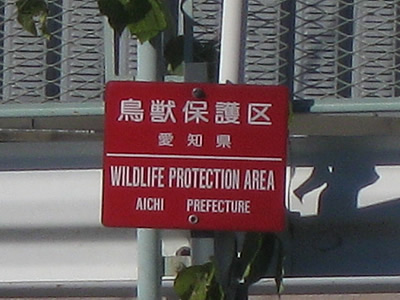 鳥獣保護区
愛知県
WILDLIFE PROTECTION AREA
AICHI PREFECTURE